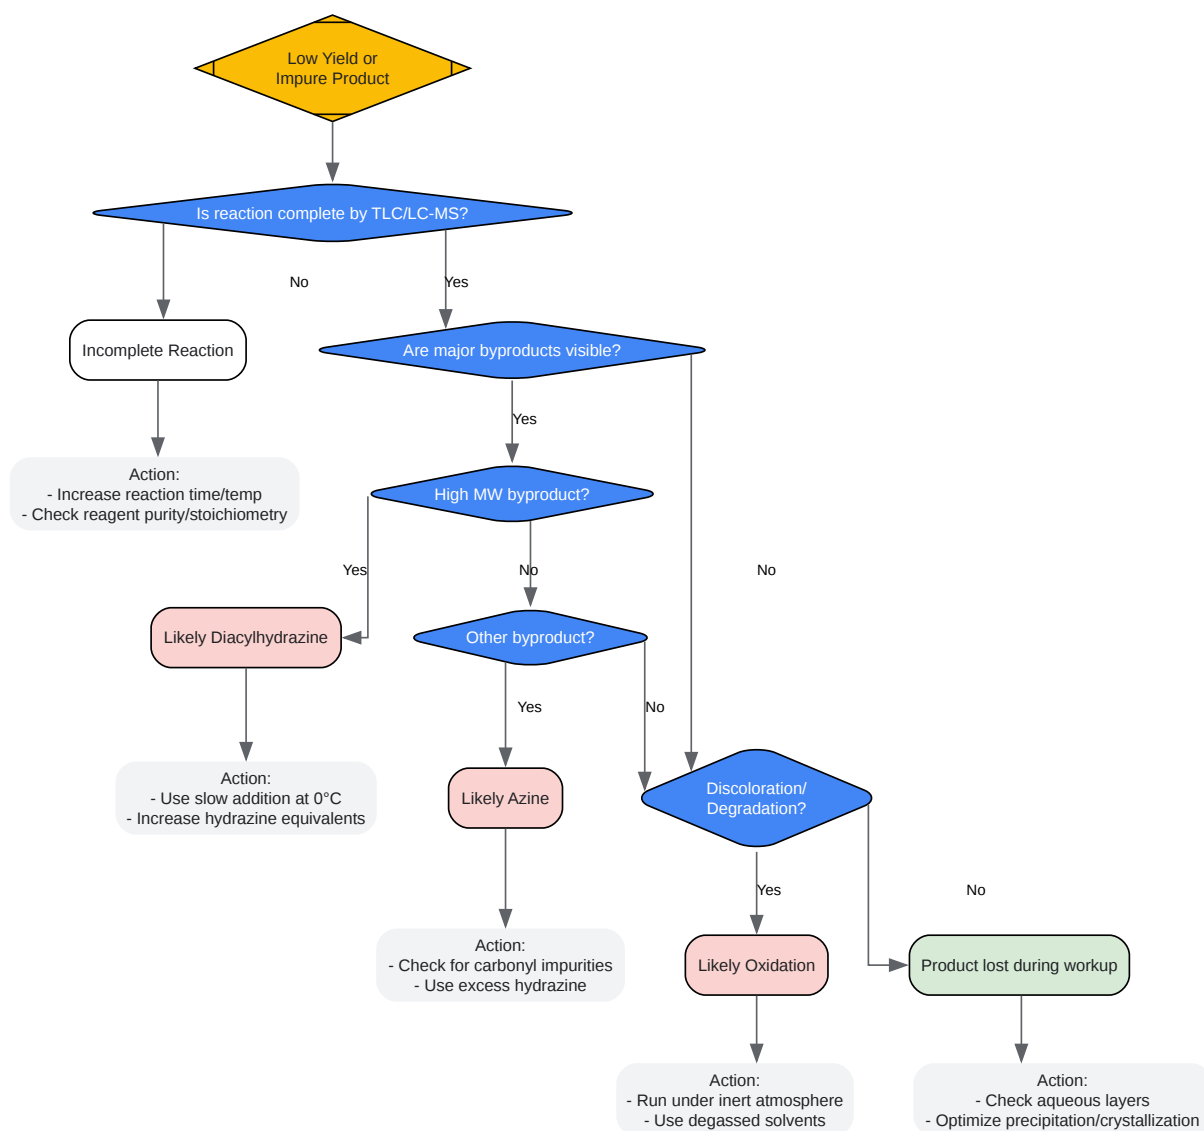 Low Yield or
Impure Product
Is reaction complete by TLC/LC-MS?
No
Yes
Incomplete Reaction
Are major byproducts visible?
Yes
Action:
- Increase reaction time/temp
- Check reagent purity/stoichiometry
High MW byproduct?
Yes
No
No
Likely Diacylhydrazine
Other byproduct?
Yes
No
Action:
- Use slow addition at 0°C
- Increase hydrazine equivalents
Likely Azine
Discoloration/
Degradation?
Yes
No
Action:
- Check for carbonyl impurities
- Use excess hydrazine
Likely Oxidation
Product lost during workup
Action:
- Run under inert atmosphere
- Use degassed solvents
Action:
- Check aqueous layers
- Optimize precipitation/crystallization